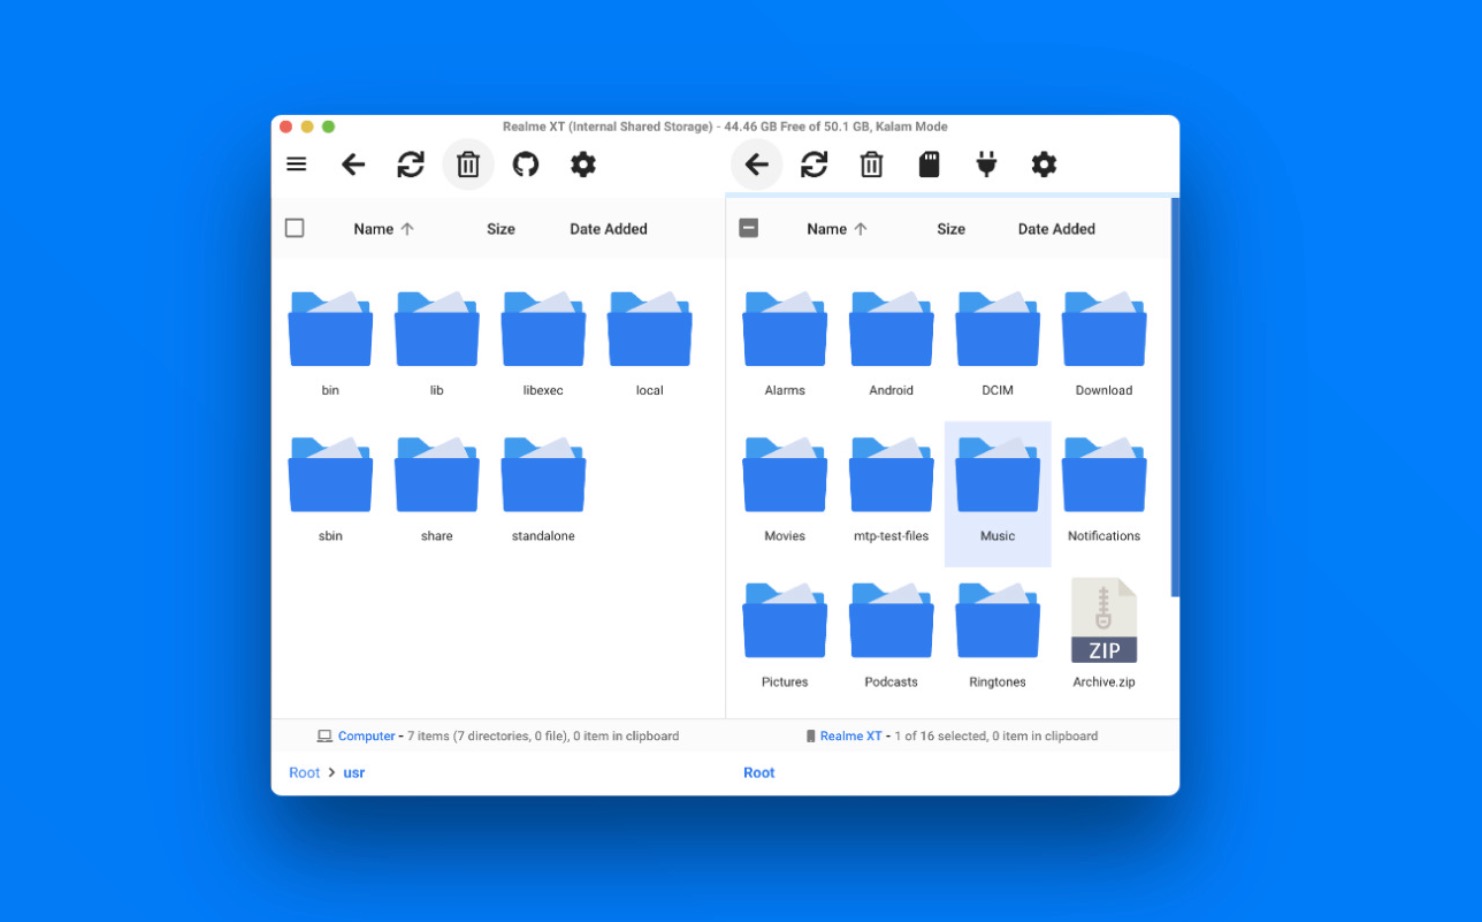 Realme XT (Internal Shared Storage) - 44.46 GB Free of 50.1 GB, Kalam Mode
Name Size Date Added
bin lib libexec local
sbin share standalone
Computer - 7 items (7 directories, 0 file), 0 item in clipboard
Root > usr
Name Size Date Added
Alarms Android DCIM Download
Movies mtp-test-files Music Notifications
ZIP
Pictures Podcasts Ringtones Archive.zip
Realme XT - 1 of 16 selected, 0 item in clipboard
Root